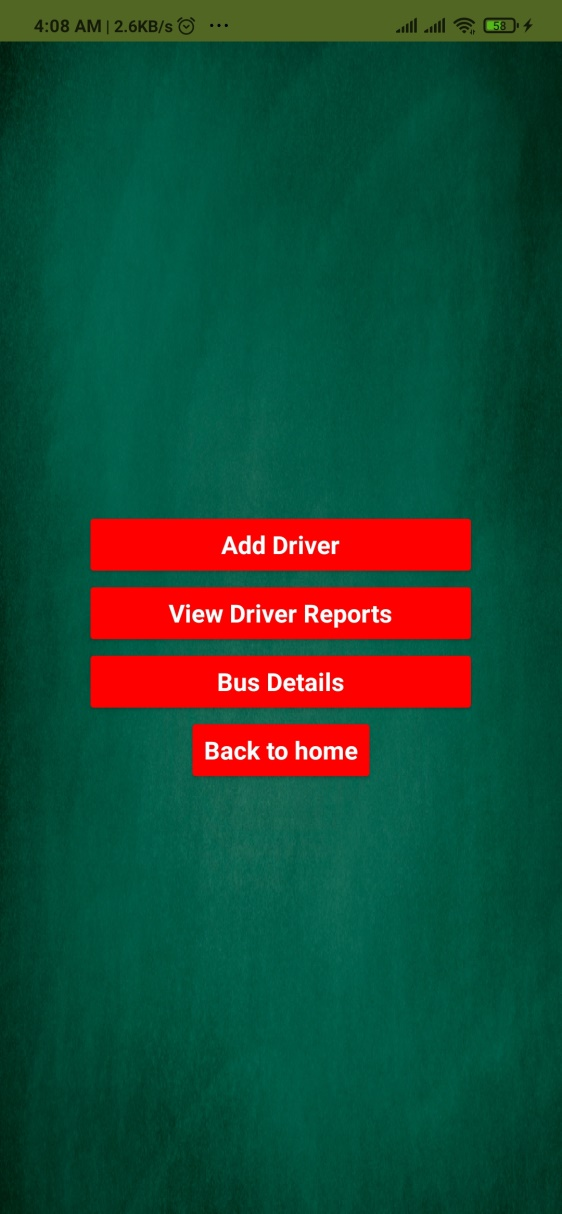 4:08 AM | 2.6KB/s ...
58
Add Driver
View Driver Reports
Bus Details
Back to home